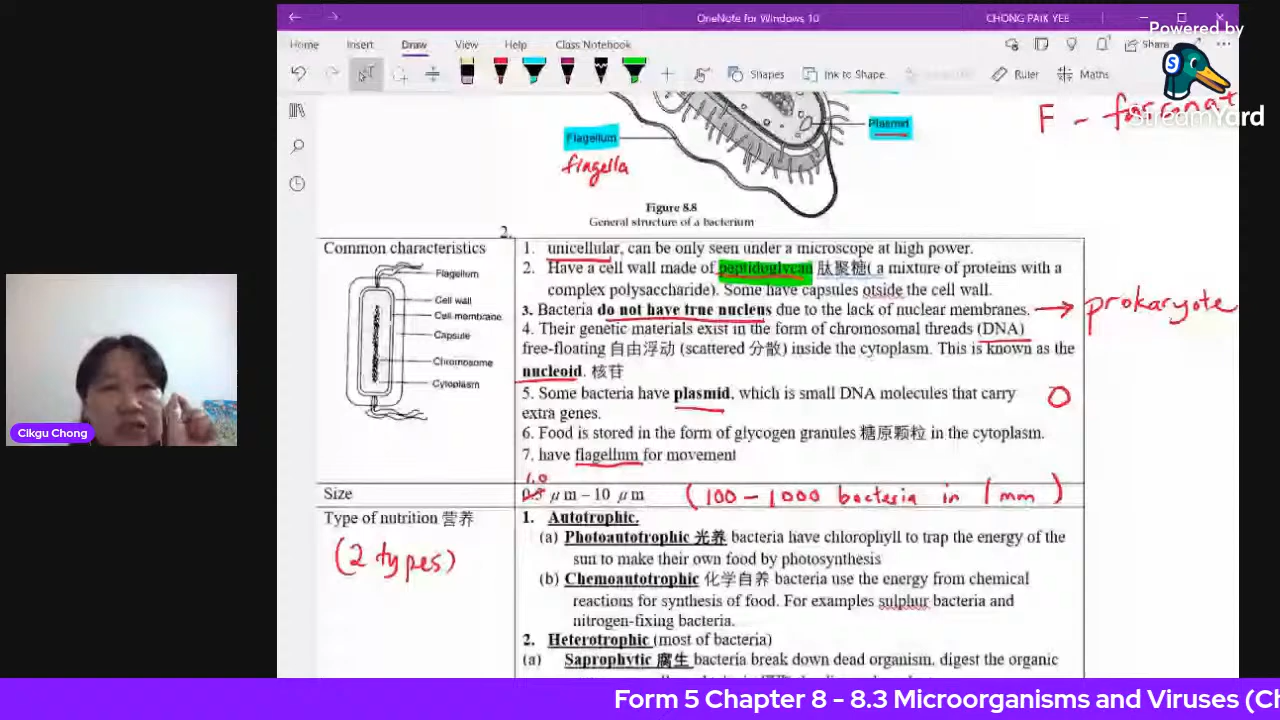 OneNote for Windows 10
CHONG PAIK YEE
Powered by
StreamYard
Home Insert Draw View Help Class Notebook
Share
Shapes Ink to Shape Ruler Maths
F -
Plasmid
Flagellum
flagella
Figure 8.8
General structure of a bacterium
2.
Common characteristics
Flagellum
Cell wall
Cell membrane
Capsule
Chromosome
Cytoplasm
1. unicellular, can be only seen under a microscope at high power.
2. Have a cell wall made of peptidoglycan 肽聚糖( a mixture of proteins with a
complex polysaccharide). Some have capsules otside the cell wall.
3. Bacteria do not have true nucleus due to the lack of nuclear membranes. → prokaryote
4. Their genetic materials exist in the form of chromosomal threads (DNA)
free-floating 自由浮动 (scattered 分散) inside the cytoplasm. This is known as the
nucleoid. 核苷
5. Some bacteria have plasmid, which is small DNA molecules that carry
extra genes.
6. Food is stored in the form of glycogen granules 糖原颗粒 in the cytoplasm.
7. have flagellum for movement
1.0
Size
μm – 10 μm (100 – 1000 bacteria in 1 mm)
Type of nutrition 营养
(2 types)
1. Autotrophic.
(a) Photoautotrophic 光养 bacteria have chlorophyll to trap the energy of the
sun to make their own food by photosynthesis
(b) Chemoautotrophic 化学自养 bacteria use the energy from chemical
reactions for synthesis of food. For examples sulphur bacteria and
nitrogen-fixing bacteria.
2. Heterotrophic (most of bacteria)
(a) Saprophytic 腐生 bacteria break down dead organism, digest the organic
Cikgu Chong
Form 5 Chapter 8 - 8.3 Microorganisms and Viruses (Ch